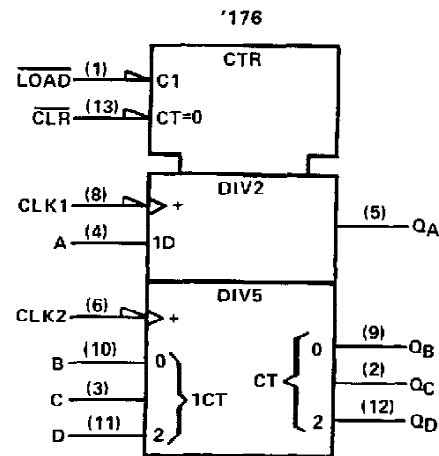 '176
CTR
LOAD (1) C1
CLR (13) CT=0
DIV2
CLK1 (8) +
A (4) 1D
(5) QA
DIV5
CLK2 (6) +
B (10) 0
C (3) 1CT
D (11) 2
CT
0 (9) QB
(2) QC
2 (12) QD